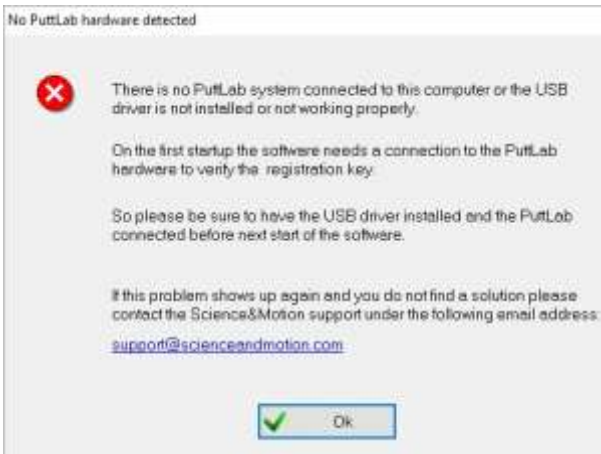 No PuttLab hardware detected
There is no PuttLab system connected to this computer or the USB
driver is not installed or not working properly.
On the first startup the software needs a connection to the PuttLab
hardware to verify the registration key.
So please be sure to have the USB driver installed and the PuttLab
connected before next start of the software.
If this problem shows up again and you do not find a solution please
contact the Science&Motion support under the following email address:
support@scienceandmotion.com
Ok